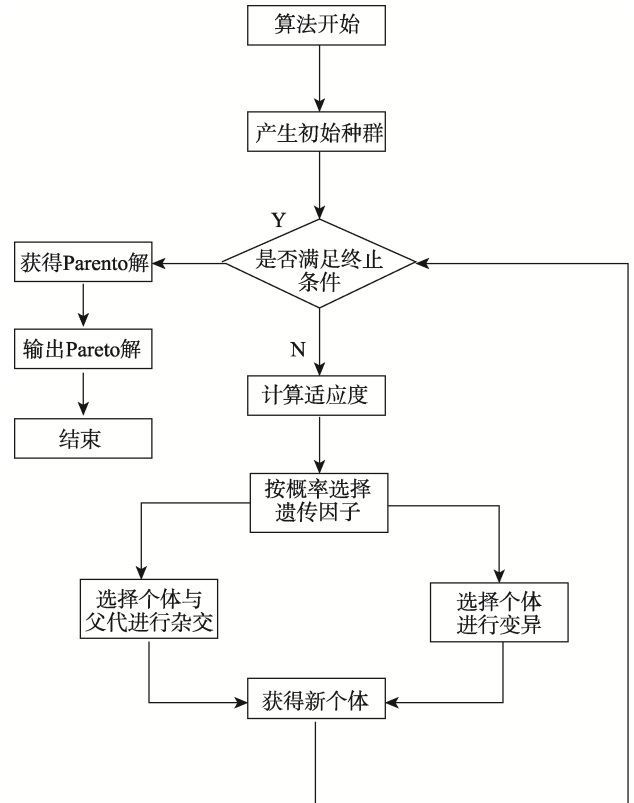 算法开始
产生初始种群
Y
是否满足终止
条件
获得Parento解
输出Pareto解
结束
N
计算适应度
按概率选择
遗传因子
选择个体与
父代进行杂交
选择个体
进行变异
获得新个体